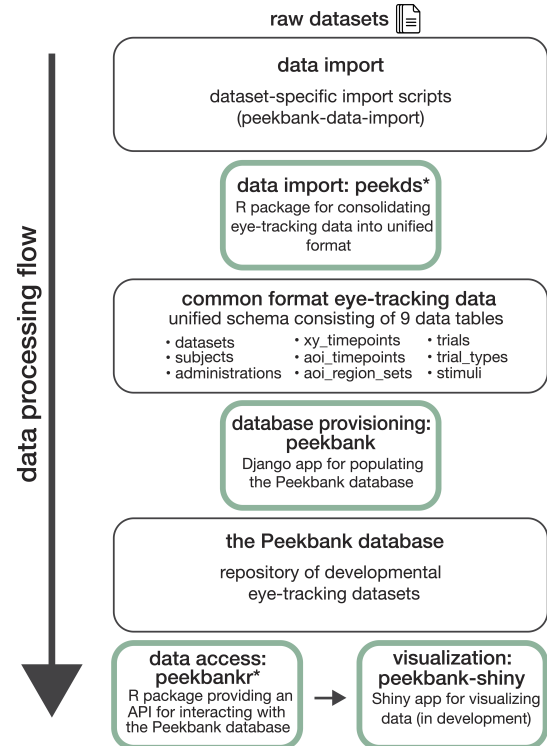 raw datasets
data import
dataset-specific import scripts
(peekbank-data-import)
data import: peekds*
R package for consolidating
eye-tracking data into unified
format
common format eye-tracking data
unified schema consisting of 9 data tables
• datasets • xy_timepoints • trials
• subjects • aoi_timepoints • trial_types
• administrations • aoi_region_sets • stimuli
database provisioning:
peekbank
Django app for populating
the Peekbank database
the Peekbank database
repository of developmental
eye-tracking datasets
data access:
peekbankr*
R package providing an
API for interacting with
the Peekbank database
visualization:
peekbank-shiny
Shiny app for visualizing
data (in development)
data processing flow